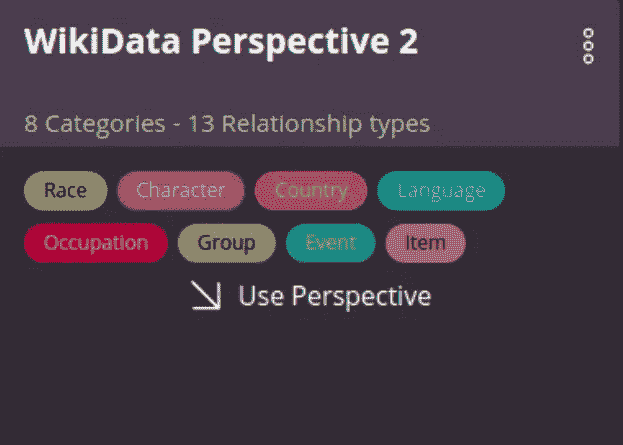 WikiData Perspective 2
8 Categories - 13 Relationship types
Race Character Country Language
Occupation Group Event Item
Use Perspective